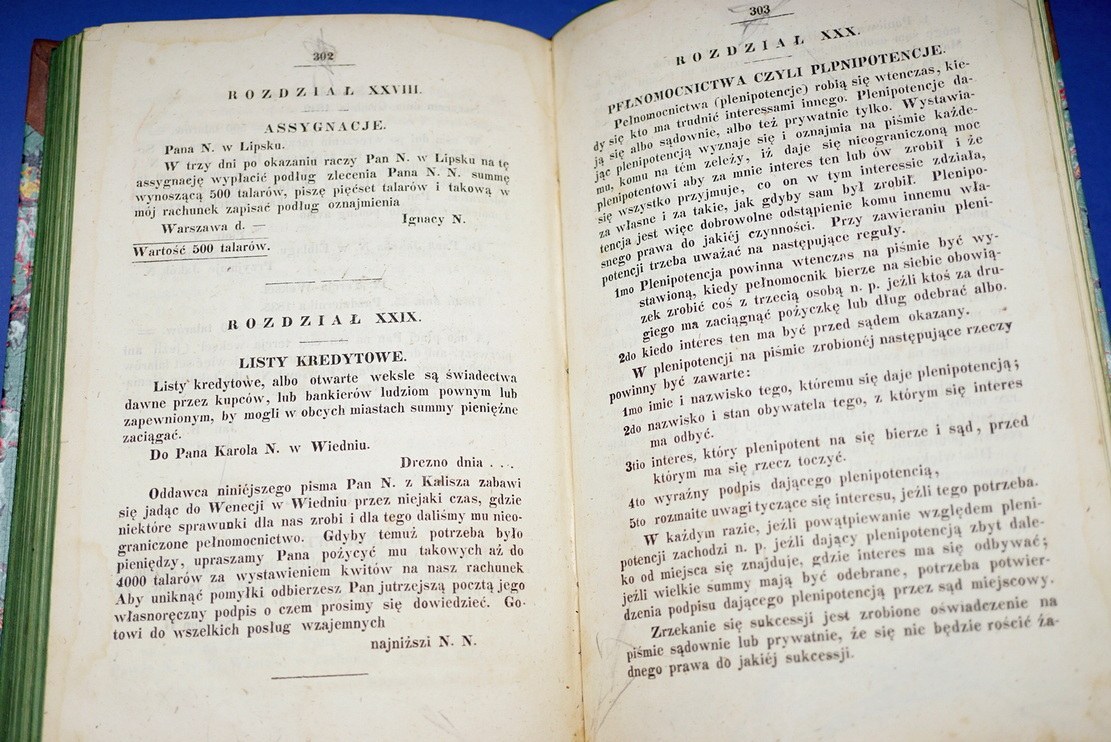 302
ROZDZIAŁ XXVIII.
ASSYGNACJE.
Pana N. w Lipsku.
W trzy dni po okazaniu raczy Pan N. w Lipsku na tę
assygnację wypłacić podług zlecenia Pana N. N. summę
wynoszącą 500 talarów, piszę pięćset talarów i takową w
mój rachunek zapisać podług oznajmienia
Ignacy N.
Warszawa d. —
Wartość 500 talarów.
ROZDZIAŁ XXIX.
LISTY KREDYTOWE.
Listy kredytowe, albo otwarte weksle są świadectwa
dawne przez kupców, lub bankierów ludziom pownym lub
zapewnionym, by mogli w obcych miastach summy pieniężne
zaciągać.
Do Pana Karola N. w Wiedniu.
Drezno dnia . . .
Oddawca niniéjszego pisma Pan N. z Kalisza zabawi
się jadąc do Wenecji w Wiedniu przez niejaki czas, gdzie
niektóre sprawunki dla nas zrobi i dla tego daliśmy mu nieo-
graniczone pełnomocnictwo. Gdyby temuż potrzeba było
pieniędzy, upraszamy Pana pożyczyć mu takowych aż do
4000 talarów za wystawieniem kwitów na nasz rachunek
Aby uniknąć pomyłki odbierzesz Pan jutrzejszą pocztą jego
własnoręczny podpis o czem prosimy się dowiedzieć. Go-
towi do wszelkich posług wzajemnych
najniższi N. N.
303
ROZDZIAŁ XXX.
PEŁNOMOCNICTWA CZYLI PLPNIPOTENCJE.
Pełnomocnictwa (plenipotencje) robią się wtenczas, kie-
dy się kto ma trudnić interessami innego. Plenipotencje da-
ją się albo sądownie, albo też prywatnie tylko. Wystawia-
jąc plenipotencją wyznaje się i oznajmia na piśmie każde-
mu, komu na tém zeleży, iż daje się nieograniczoną moc
plenipotentowi aby za mnie interes ten lub ów zrobił i że
się wszystko przyjmuje, co on w tym interessie zdziała,
za własne i za takie, jak gdyby sam był zrobił. Plenipo-
tencja jest więc dobrowolne odstąpienie komu innemu wła-
snego prawa do jakiéj czynności. Przy zawieraniu pleni-
potencji trzeba uważać na następujące reguły.
1mo Plenipotencja powinna wtenczas na piśmie być wy-
stawioną, kiedy pełnomocnik bierze na siebie obowią-
zek zrobić coś z trzecią osobą n. p. jeźli ktoś za dru-
giego ma zaciągnąć pożyczkę lub dług odebrać albo.
2do kiedo interes ten ma być przed sądem okazany.
W plenipotencji na piśmie zrobionéj następujące rzeczy
powinny być zawarte:
1mo imie i nazwisko tego, któremu się daje plenipotencją;
2do nazwisko i stan obywatela tego, z którym się interes
ma odbyć.
3tio interes, który plenipotent na się bierze i sąd, przed
którym ma się rzecz toczyć.
4to wyraźny podpis dającego plenipotencją,
5to rozmaite uwagi tyczące się interesu, jeźli tego potrzeba.
W każdym razie, jeźli powątpiewanie względem pleni-
potencji zachodzi n. p. jeźli dający plenipotencją zbyt dale-
ko od miejsca się znajduje, gdzie interes ma się odbywać;
jeźli wielkie summy mają być odebrane, potrzeba potwier-
dzenia podpisu dającego plenipotencją przez sąd miejscowy.
Zrzekanie się sukcessji jest zrobione oświadczenie na
piśmie sądownie lub prywatnie, że się nic będzie rościć ża-
dnego prawa do jakiéj sukcessji.